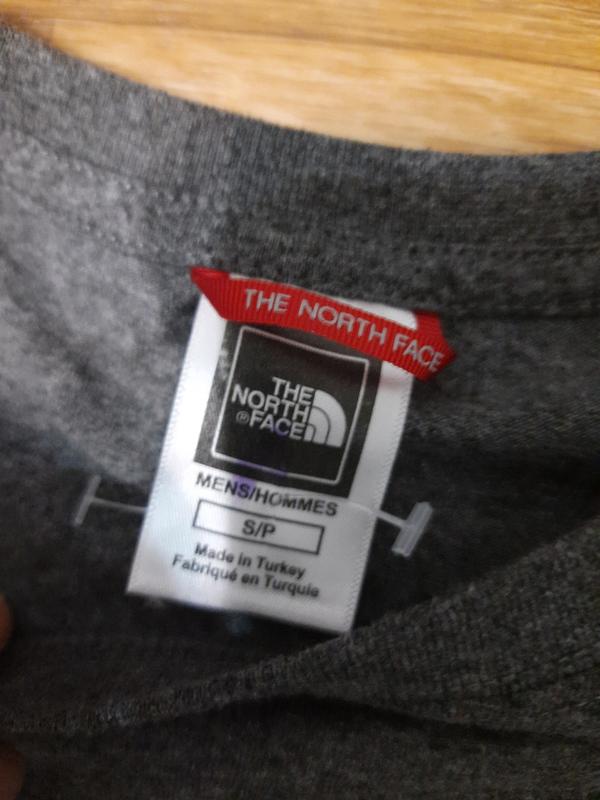 THE NORTH FACE
THE
NORTH
®FACE
MENS/HOMMES
S/P
Made in Turkey
Fabriqué en Turquie